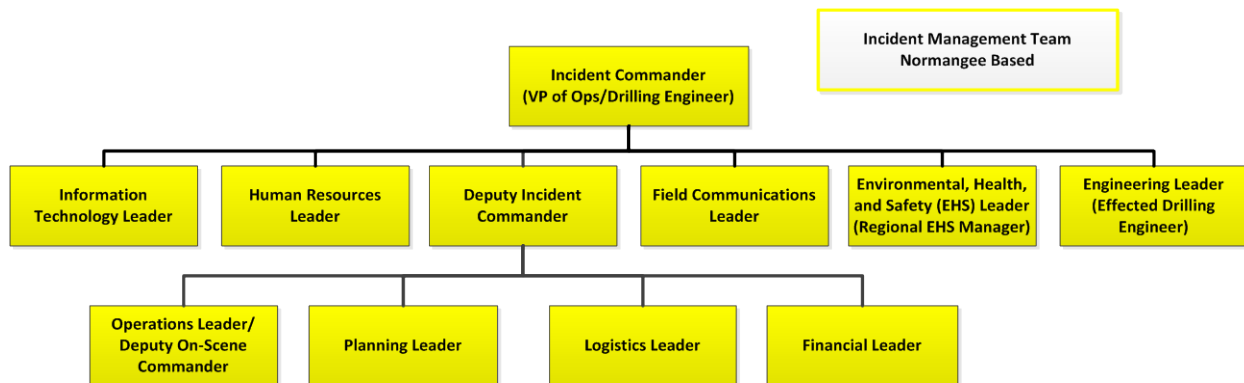 Incident Management Team
Normangee Based
Incident Commander
(VP of Ops/Drilling Engineer)
Information
Technology Leader
Human Resources
Leader
Deputy Incident
Commander
Field Communications
Leader
Environmental, Health,
and Safety (EHS) Leader
(Regional EHS Manager)
Engineering Leader
(Effected Drilling
Engineer)
Operations Leader/
Deputy On-Scene
Commander
Planning Leader
Logistics Leader
Financial Leader